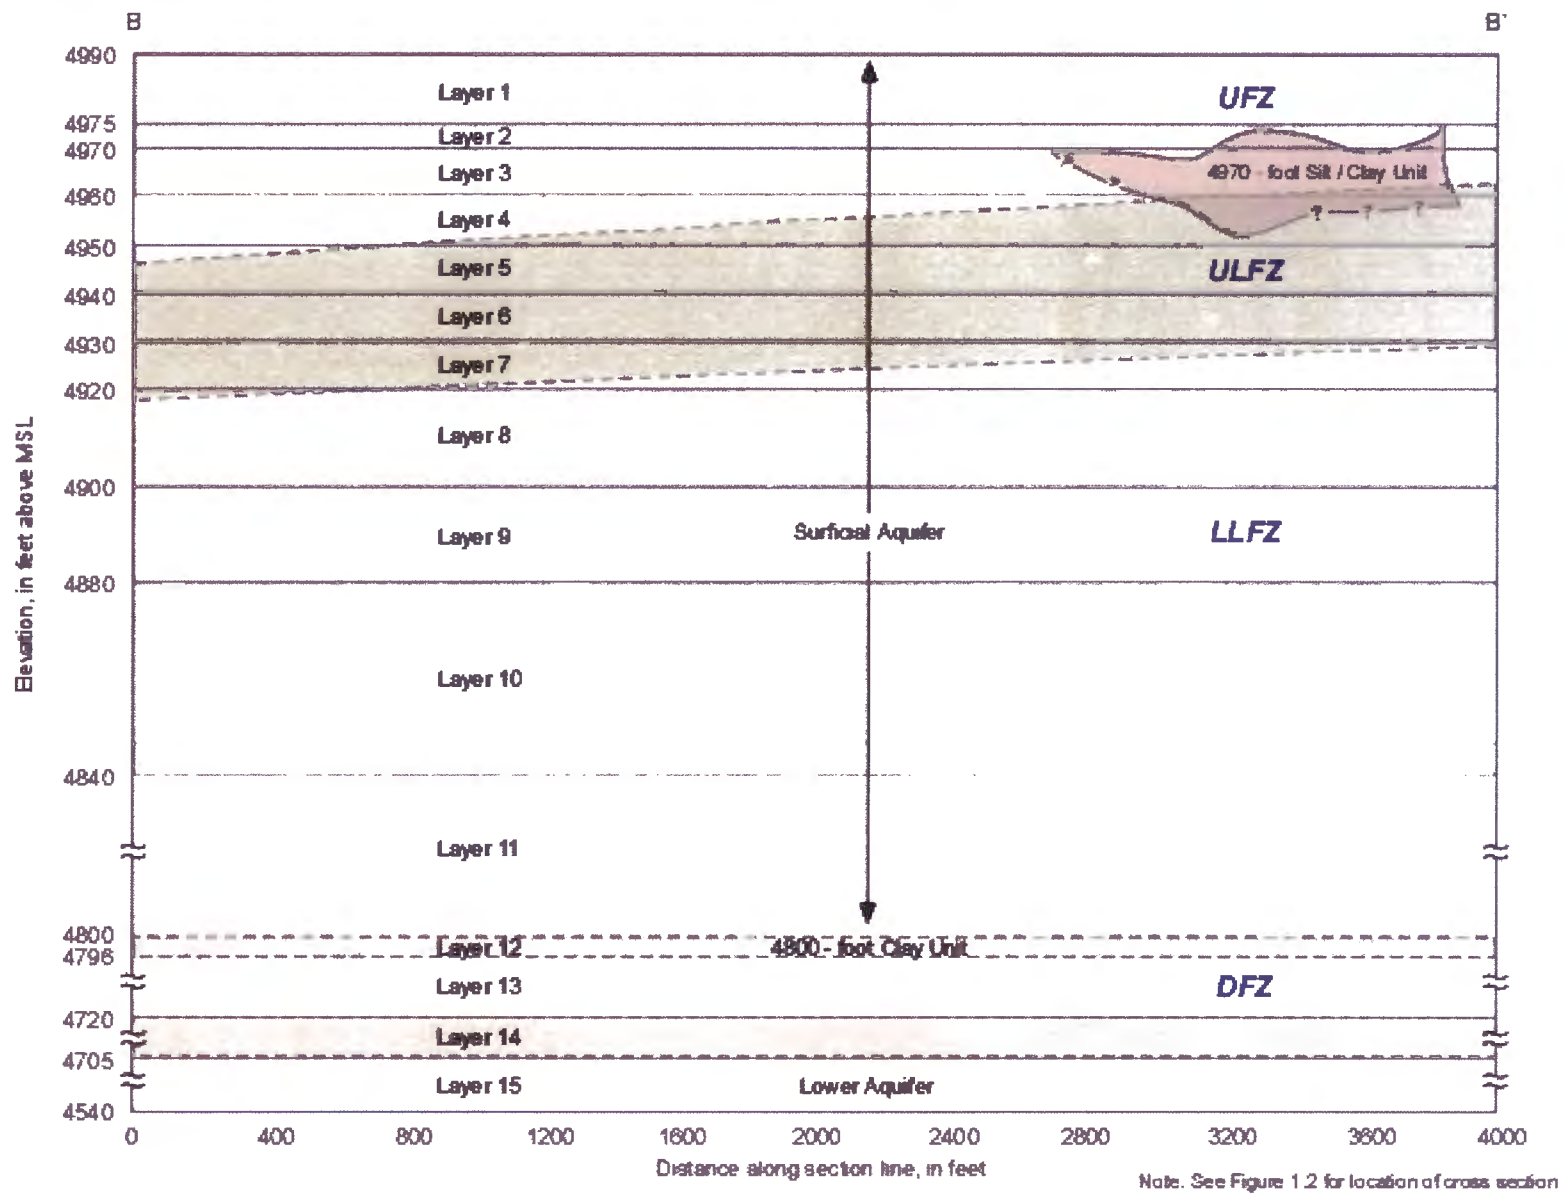 B B'
4990
Layer 1 UFZ
4975
Layer 2
4970
Layer 3 4970 - foot Silt / Clay Unit
4960
Layer 4 ? ? ?
4950
Layer 5 ULFZ
4940
Layer 6
4930
Layer 7
4920
Layer 8
4900
Layer 9 Surficial Aquifer LLFZ
4880
Layer 10
4840
Layer 11
4800
Layer 12 4800 - foot Clay Unit
4796
Layer 13 DFZ
4720
Layer 14
4705
Layer 15 Lower Aquifer
4540
0 400 800 1200 1600 2000 2400 2800 3200 3600 4000
Distance along section line, in feet
Elevation, in feet above MSL
Note. See Figure 1.2 for location of cross section